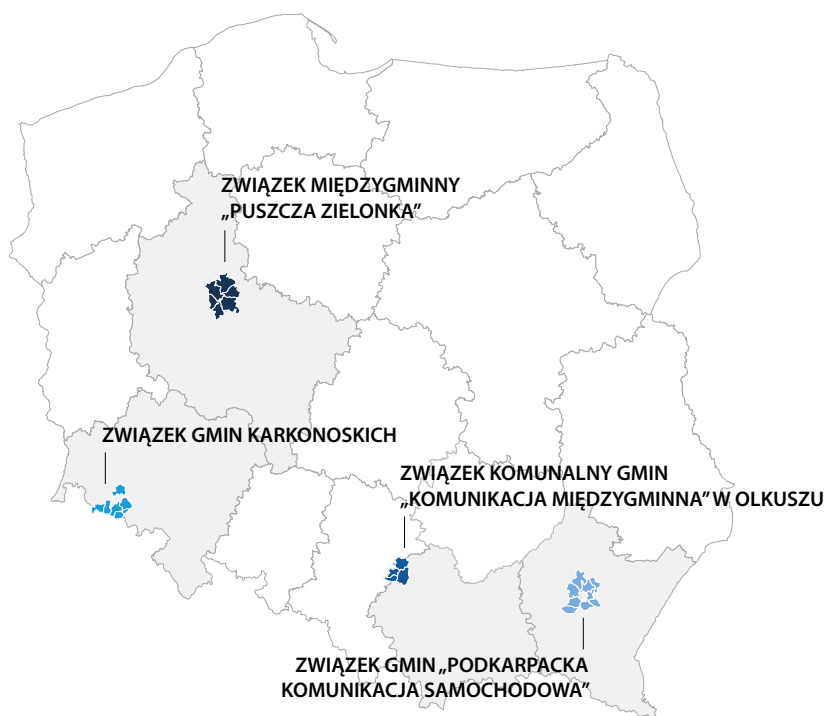 ZWIĄZEK MIĘDZYGMINNY
„PUSZCZA ZIELONKA”
ZWIĄZEK GMIN KARKONOSKICH
ZWIĄZEK KOMUNALNY GMIN
„KOMUNIKACJA MIĘDZYGMINNA” W OLKUSZU
ZWIĄZEK GMIN „PODKARPACKA
KOMUNIKACJA SAMOCHODOWA”